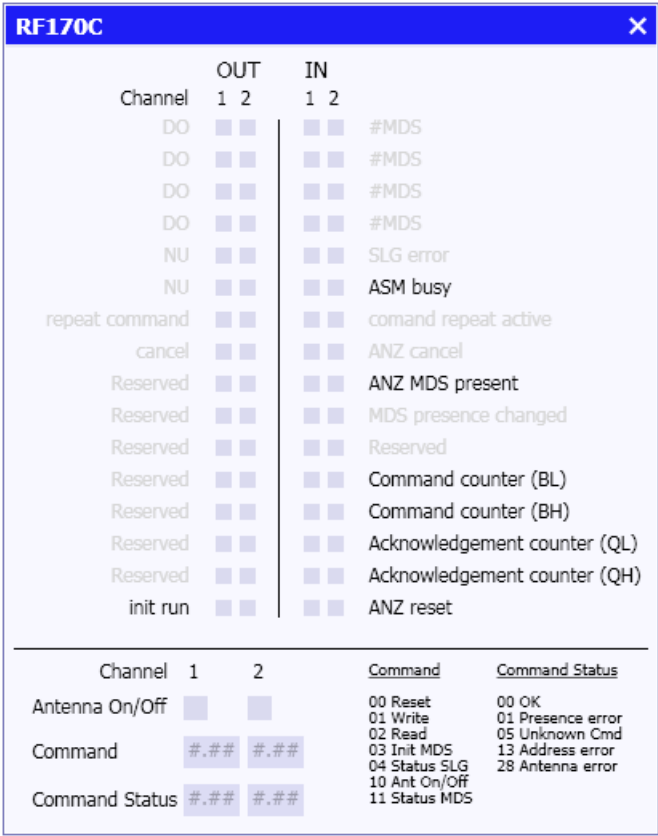 RF170C ×
OUT IN
Channel 1 2 1 2
DO #MDS
DO #MDS
DO #MDS
DO #MDS
NU SLG error
NU ASM busy
repeat command comand repeat active
cancel ANZ cancel
Reserved ANZ MDS present
Reserved MDS presence changed
Reserved Reserved
Reserved Command counter (BL)
Reserved Command counter (BH)
Reserved Acknowledgement counter (QL)
Reserved Acknowledgement counter (QH)
init run ANZ reset
Channel 1 2
Antenna On/Off
Command #.## #.##
Command Status #.## #.##
Command
00 Reset
01 Write
02 Read
03 Init MDS
04 Status SLG
10 Ant On/Off
11 Status MDS
Command Status
00 OK
01 Presence error
05 Unknown Cmd
13 Address error
28 Antenna error